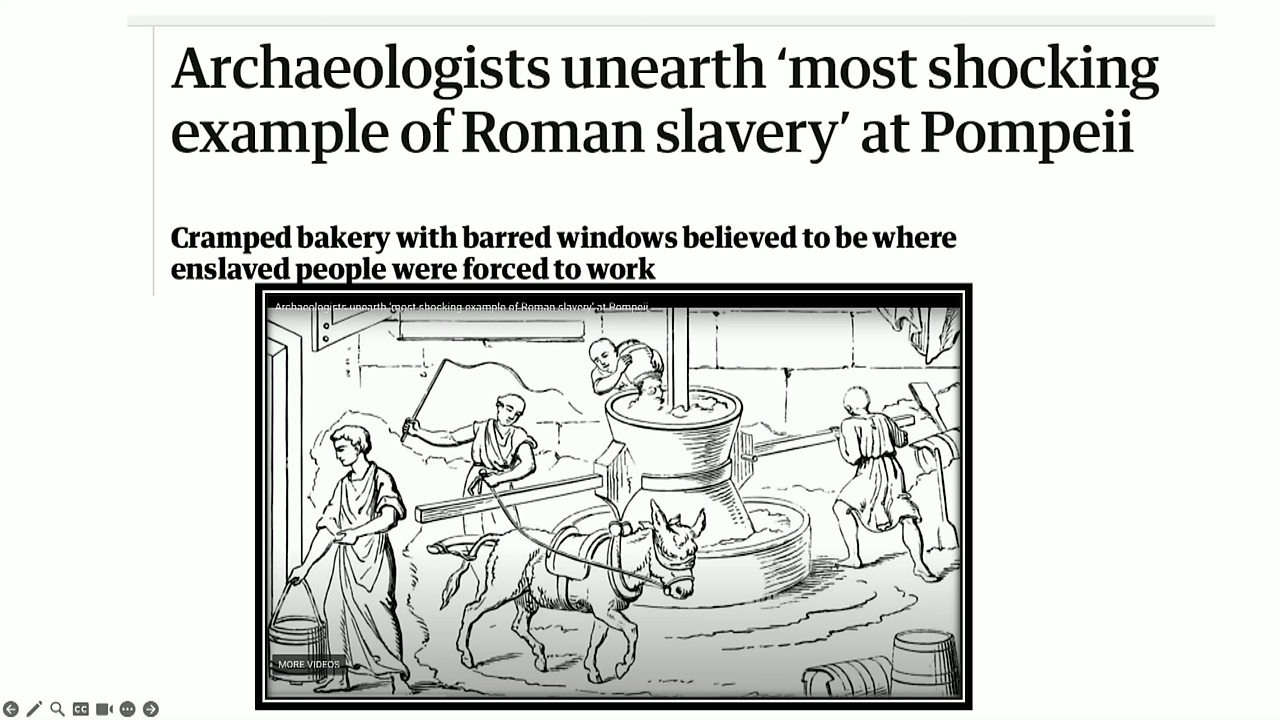 Archaeologists unearth ‘most shocking
example of Roman slavery’ at Pompeii
Cramped bakery with barred windows believed to be where
enslaved people were forced to work
Archaeologists unearth 'most shocking example of Roman slavery' at Pompeii
MORE VIDEOS
CC